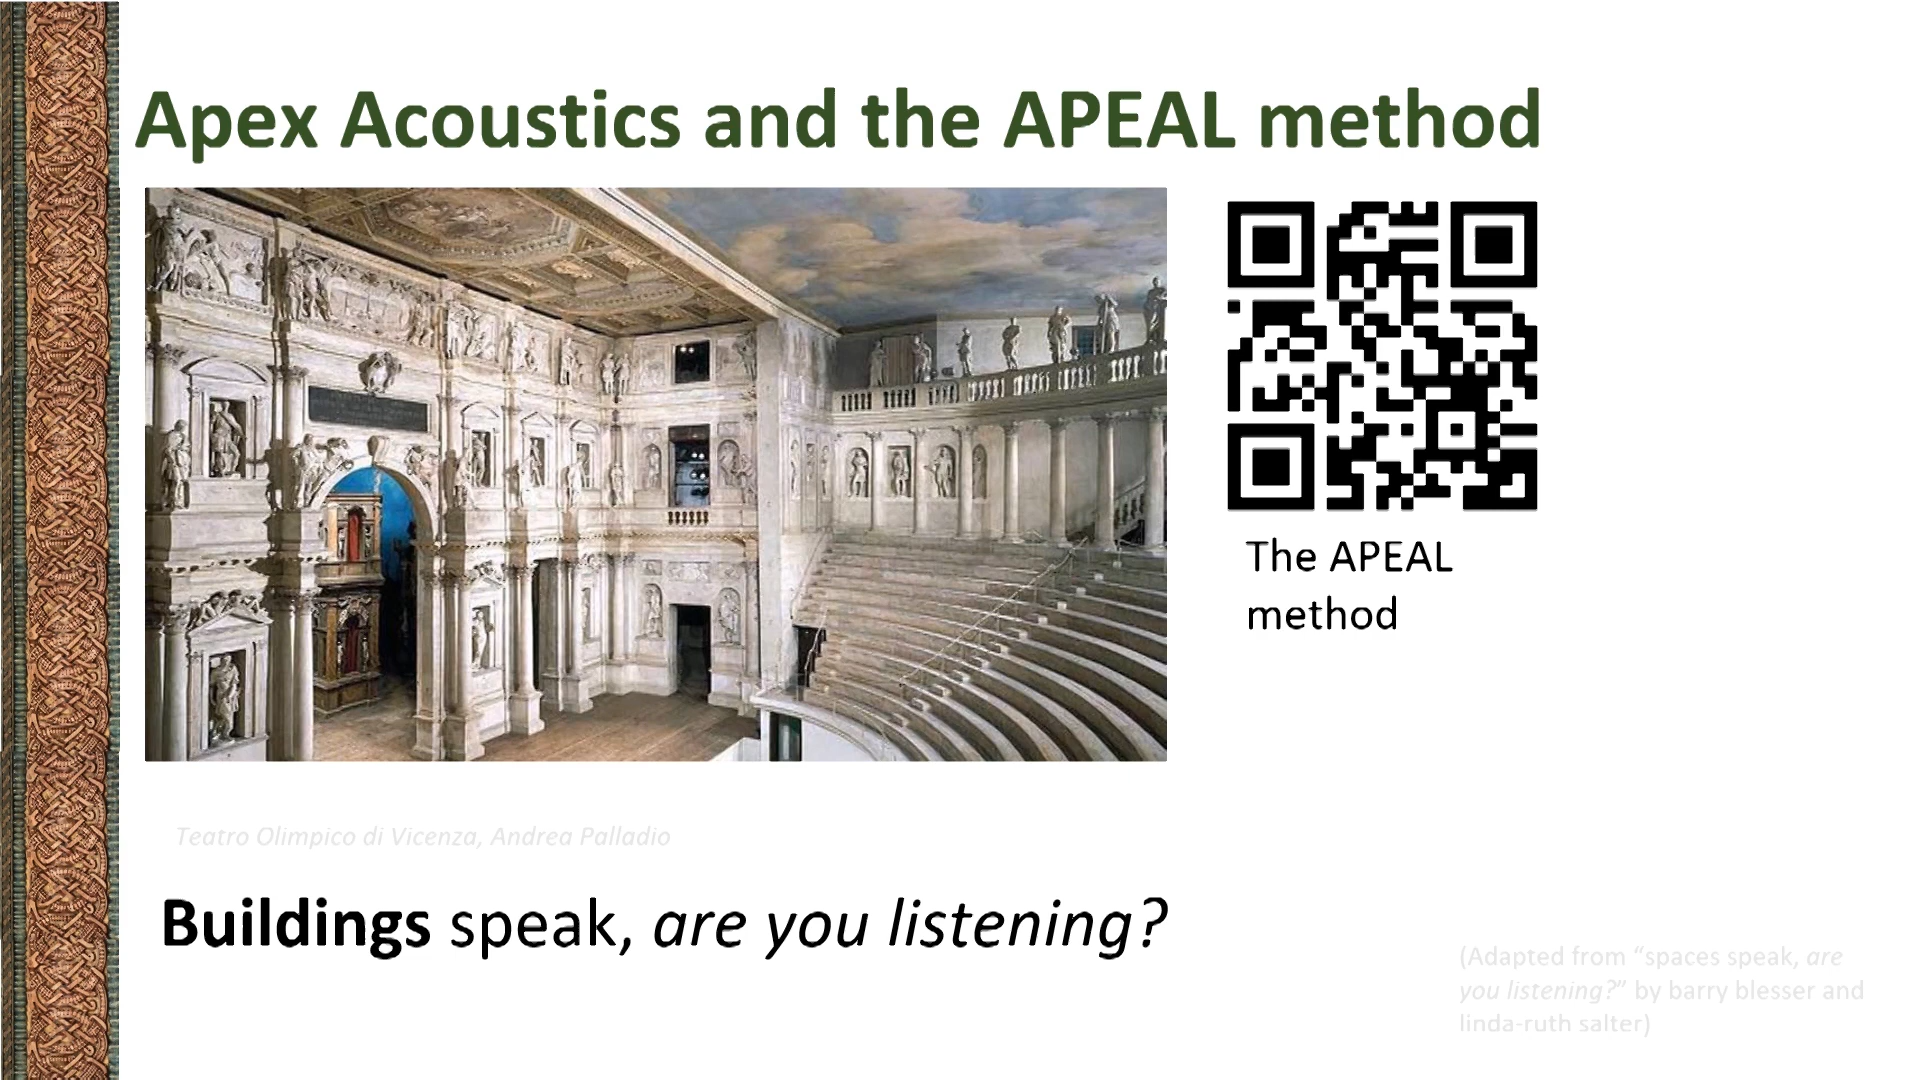 Apex Acoustics and the APEAL method
The APEAL
method
Teatro Olimpico di Vicenza, Andrea Palladio
Buildings speak, are you listening?
(Adapted from “spaces speak, are
you listening?” by barry blesser and
linda-ruth salter)